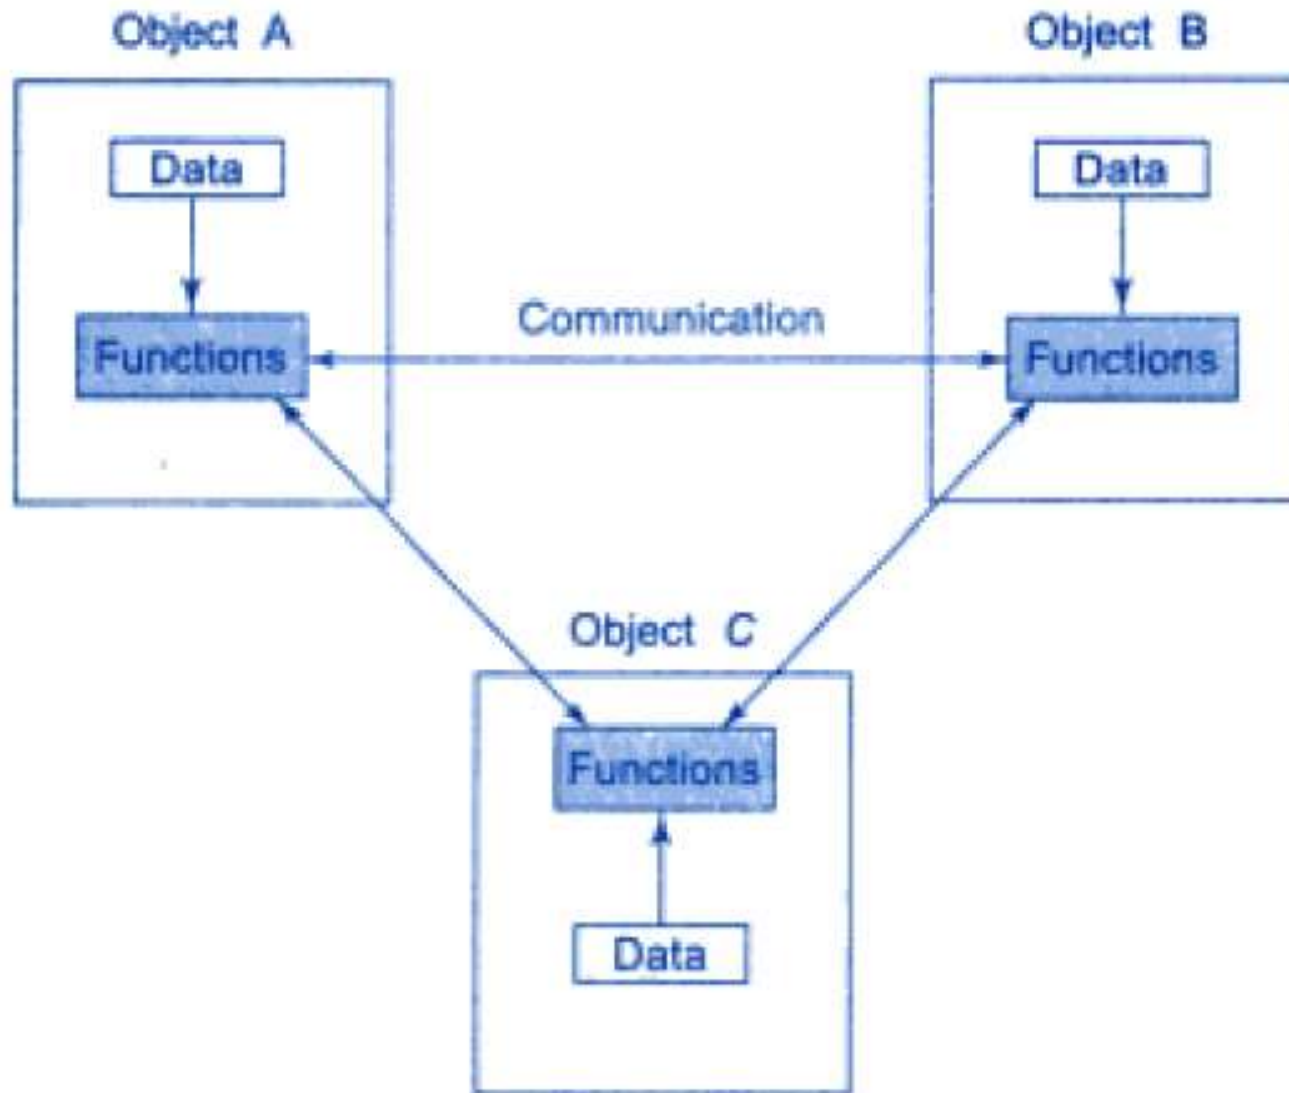 Object A
Object B
Data
Data
Communication
Functions
Functions
Object C
Functions
Data